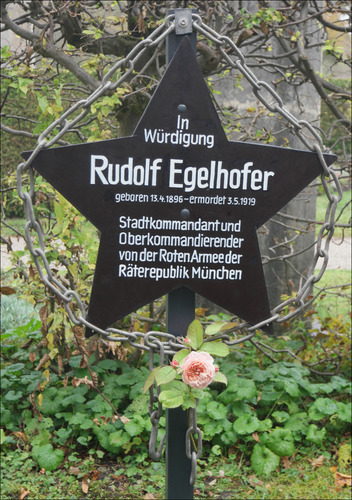 In
Würdigung
Rudolf Egelhofer
geboren 13.4.1896 – ermordet 3.5.1919
Stadtkommandant und
Oberkommandierender
von der Roten Armee der
Räterepublik München